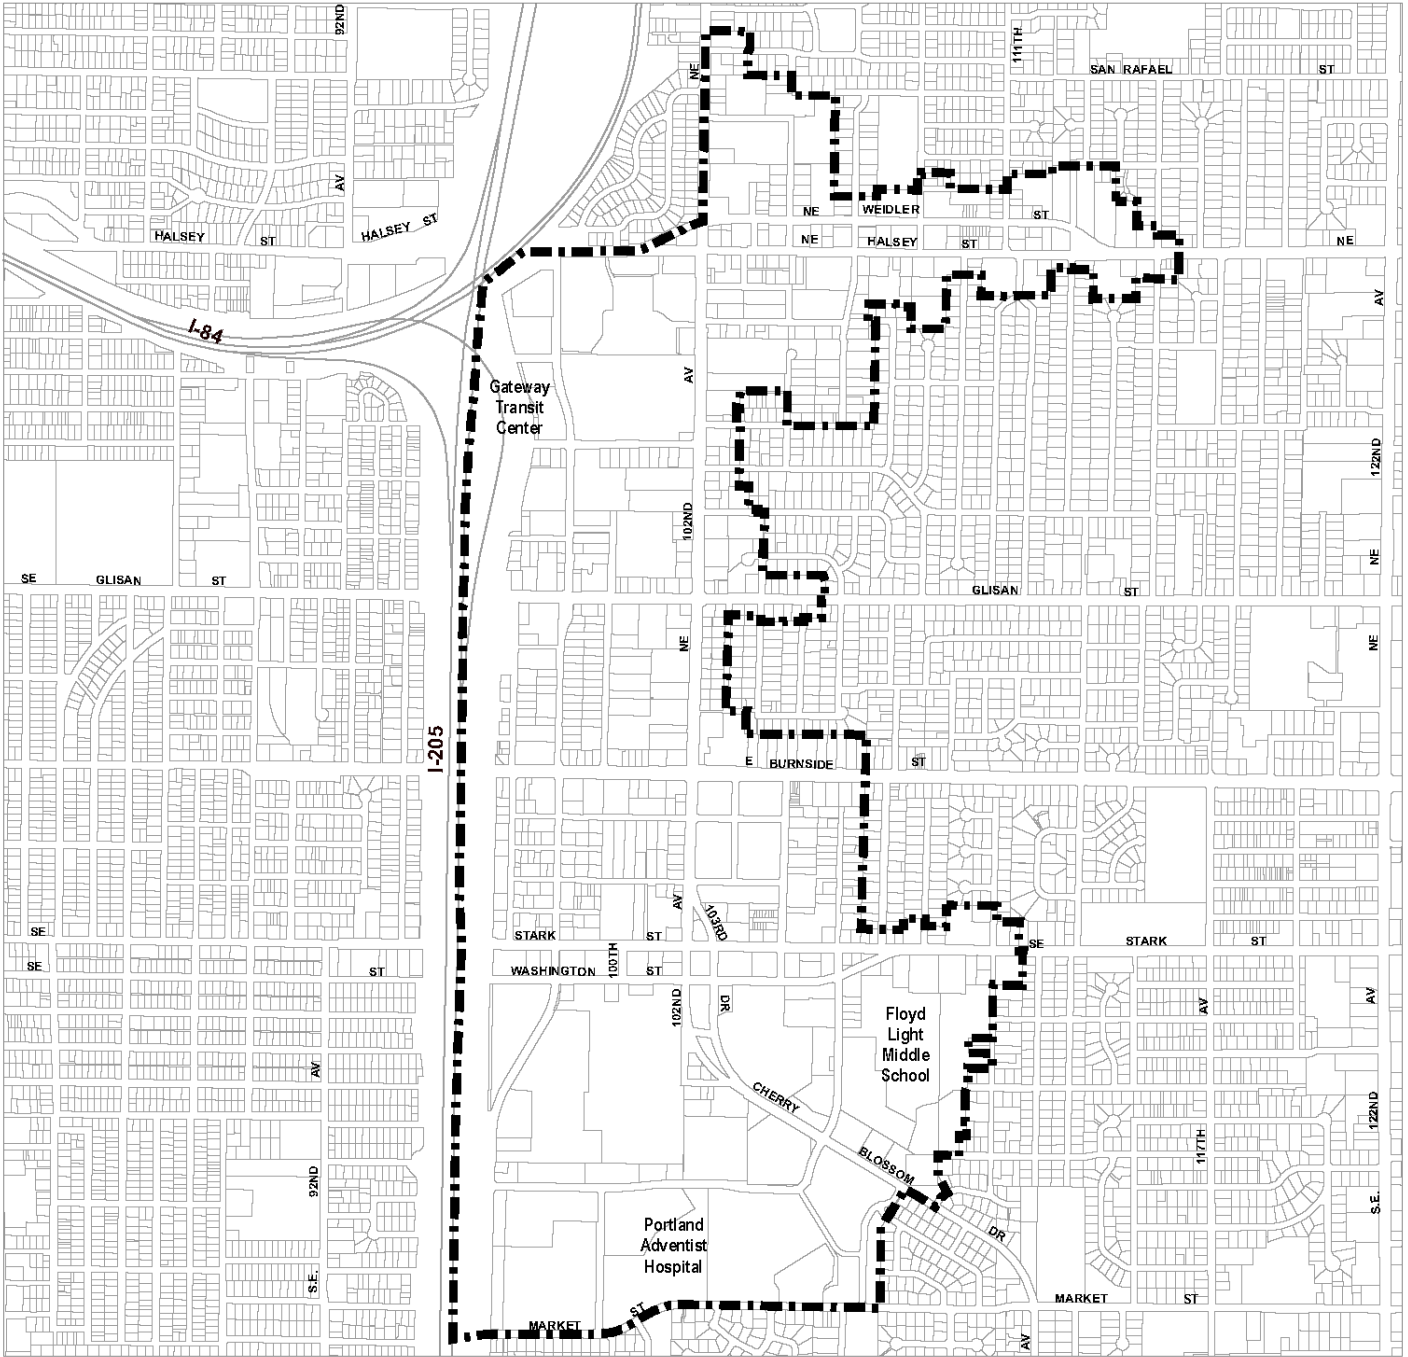 92ND
NE
111TH
SAN RAFAEL
ST
AV
HALSEY
ST
HALSEY ST
NE
WEIDLER
ST
NE
HALSEY
ST
NE
AV
I-84
Gateway
Transit
Center
AV
122ND
102ND
NE
SE
GLISAN
ST
GLISAN
ST
NE
NE
I-205
E
BURNSIDE
ST
AV
103RD
SE
STARK
ST
SE
STARK
ST
SE
ST
WASHINGTON
100TH
ST
102ND
DR
Floyd
Light
Middle
School
AV
AV
AV
CHERRY
BLOSSOM
DR
122ND
117TH
92ND
S.E.
Portland
Adventist
Hospital
S.E.
MARKET
ST
MARKET
ST
AV